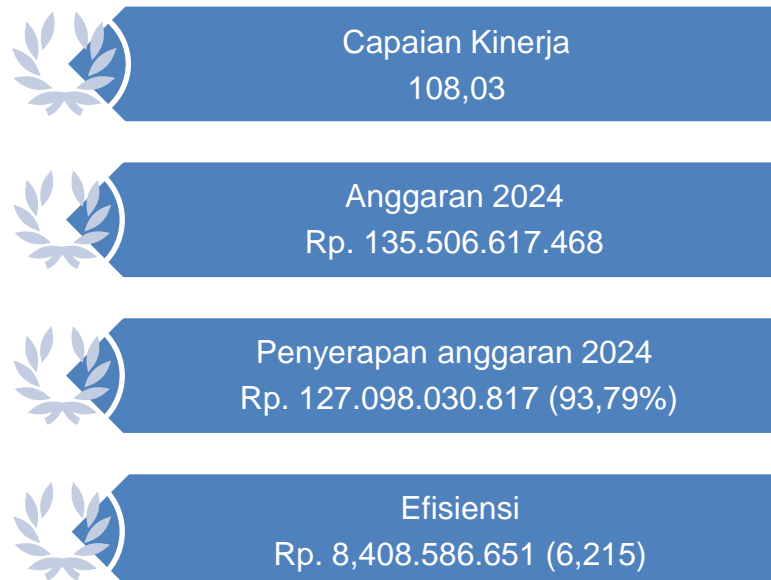 Capaian Kinerja
108,03
Anggaran 2024
Rp. 135.506.617.468
Penyerapan anggaran 2024
Rp. 127.098.030.817 (93,79%)
Efisiensi
Rp. 8,408.586.651 (6,215)